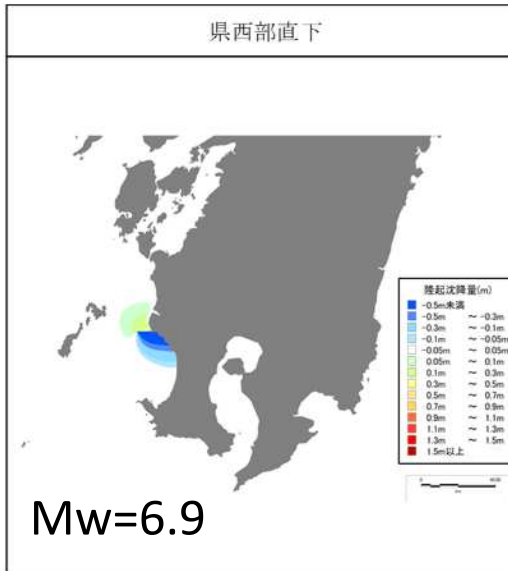 県西部直下
陸起沈降量(m)
-0.5m未満
-0.5m ~ -0.3m
-0.3m ~ -0.1m
-0.1m ~ -0.05m
-0.05m ~ 0.05m
0.05m ~ 0.1m
0.1m ~ 0.3m
0.3m ~ 0.5m
0.5m ~ 0.7m
0.7m ~ 0.9m
0.9m ~ 1.1m
1.1m ~ 1.3m
1.3m ~ 1.5m
1.5m以上
Mw=6.9